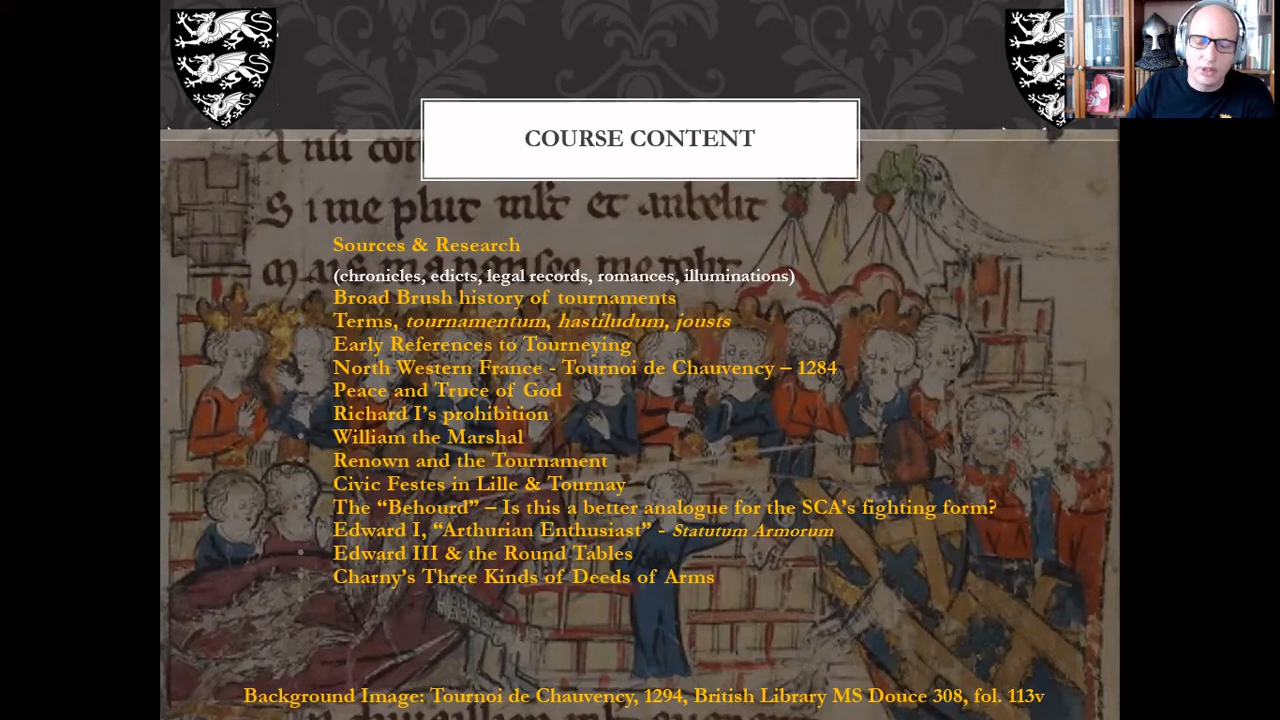 COURSE CONTENT
S i me plut
Sources & Research
(chronicles, edicts, legal records, romances, illuminations)
Broad Brush history of tournaments
Terms, tournamentum, hastiludum, jousts
Early References to Tourneying
North Western France - Tournoi de Chauvency – 1284
Peace and Truce of God
Richard I’s prohibition
William the Marshal
Renown and the Tournament
Civic Festes in Lille & Tournay
The “Behourd” – Is this a better analogue for the SCA’s fighting form?
Edward I, “Arthurian Enthusiast” - Statutum Armorum
Edward III & the Round Tables
Charny’s Three Kinds of Deeds of Arms
Background Image: Tournoi de Chauvency, 1294, British Library MS Douce 308, fol. 113v